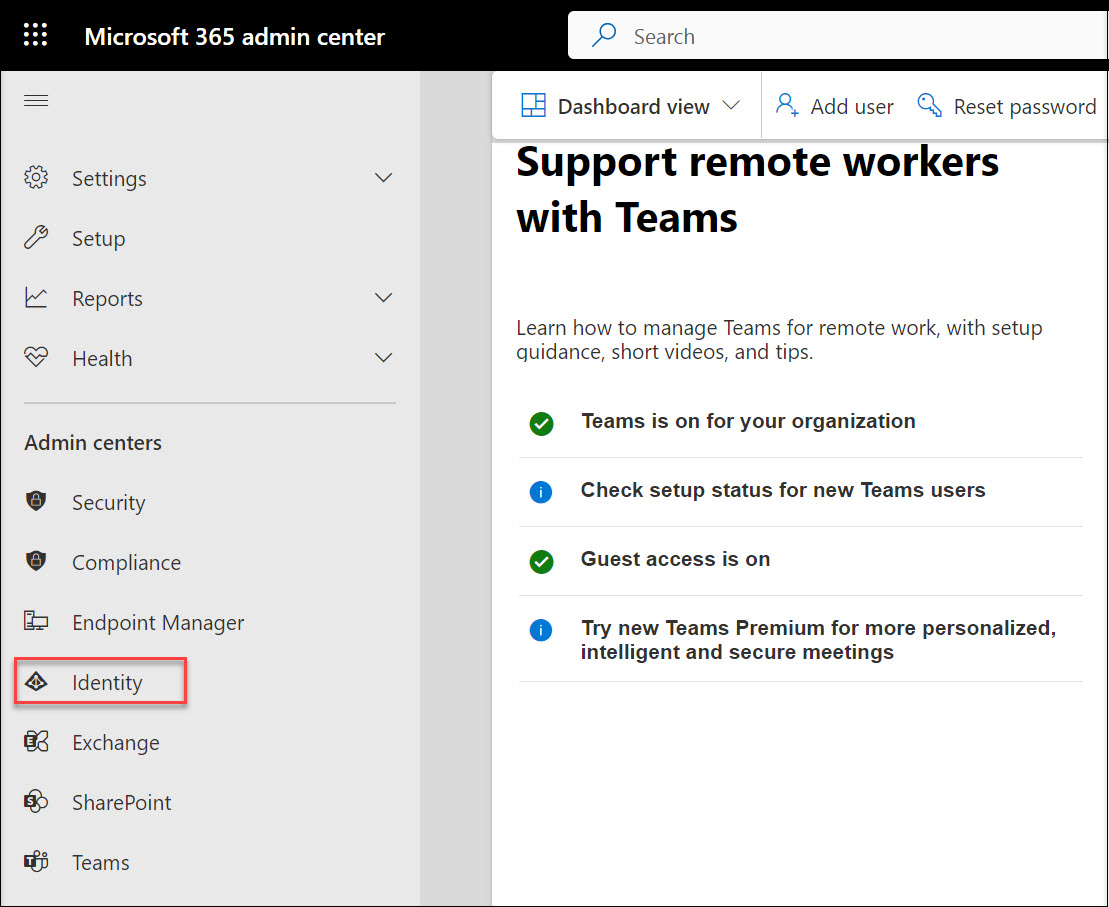 Microsoft 365 admin center
Search
Dashboard view
Add user
Reset password
Settings
Setup
Reports
Health
Admin centers
Security
Compliance
Endpoint Manager
Identity
Exchange
SharePoint
Teams
Support remote workers
with Teams
Learn how to manage Teams for remote work, with setup
guidance, short videos, and tips.
Teams is on for your organization
Check setup status for new Teams users
Guest access is on
Try new Teams Premium for more personalized,
intelligent and secure meetings